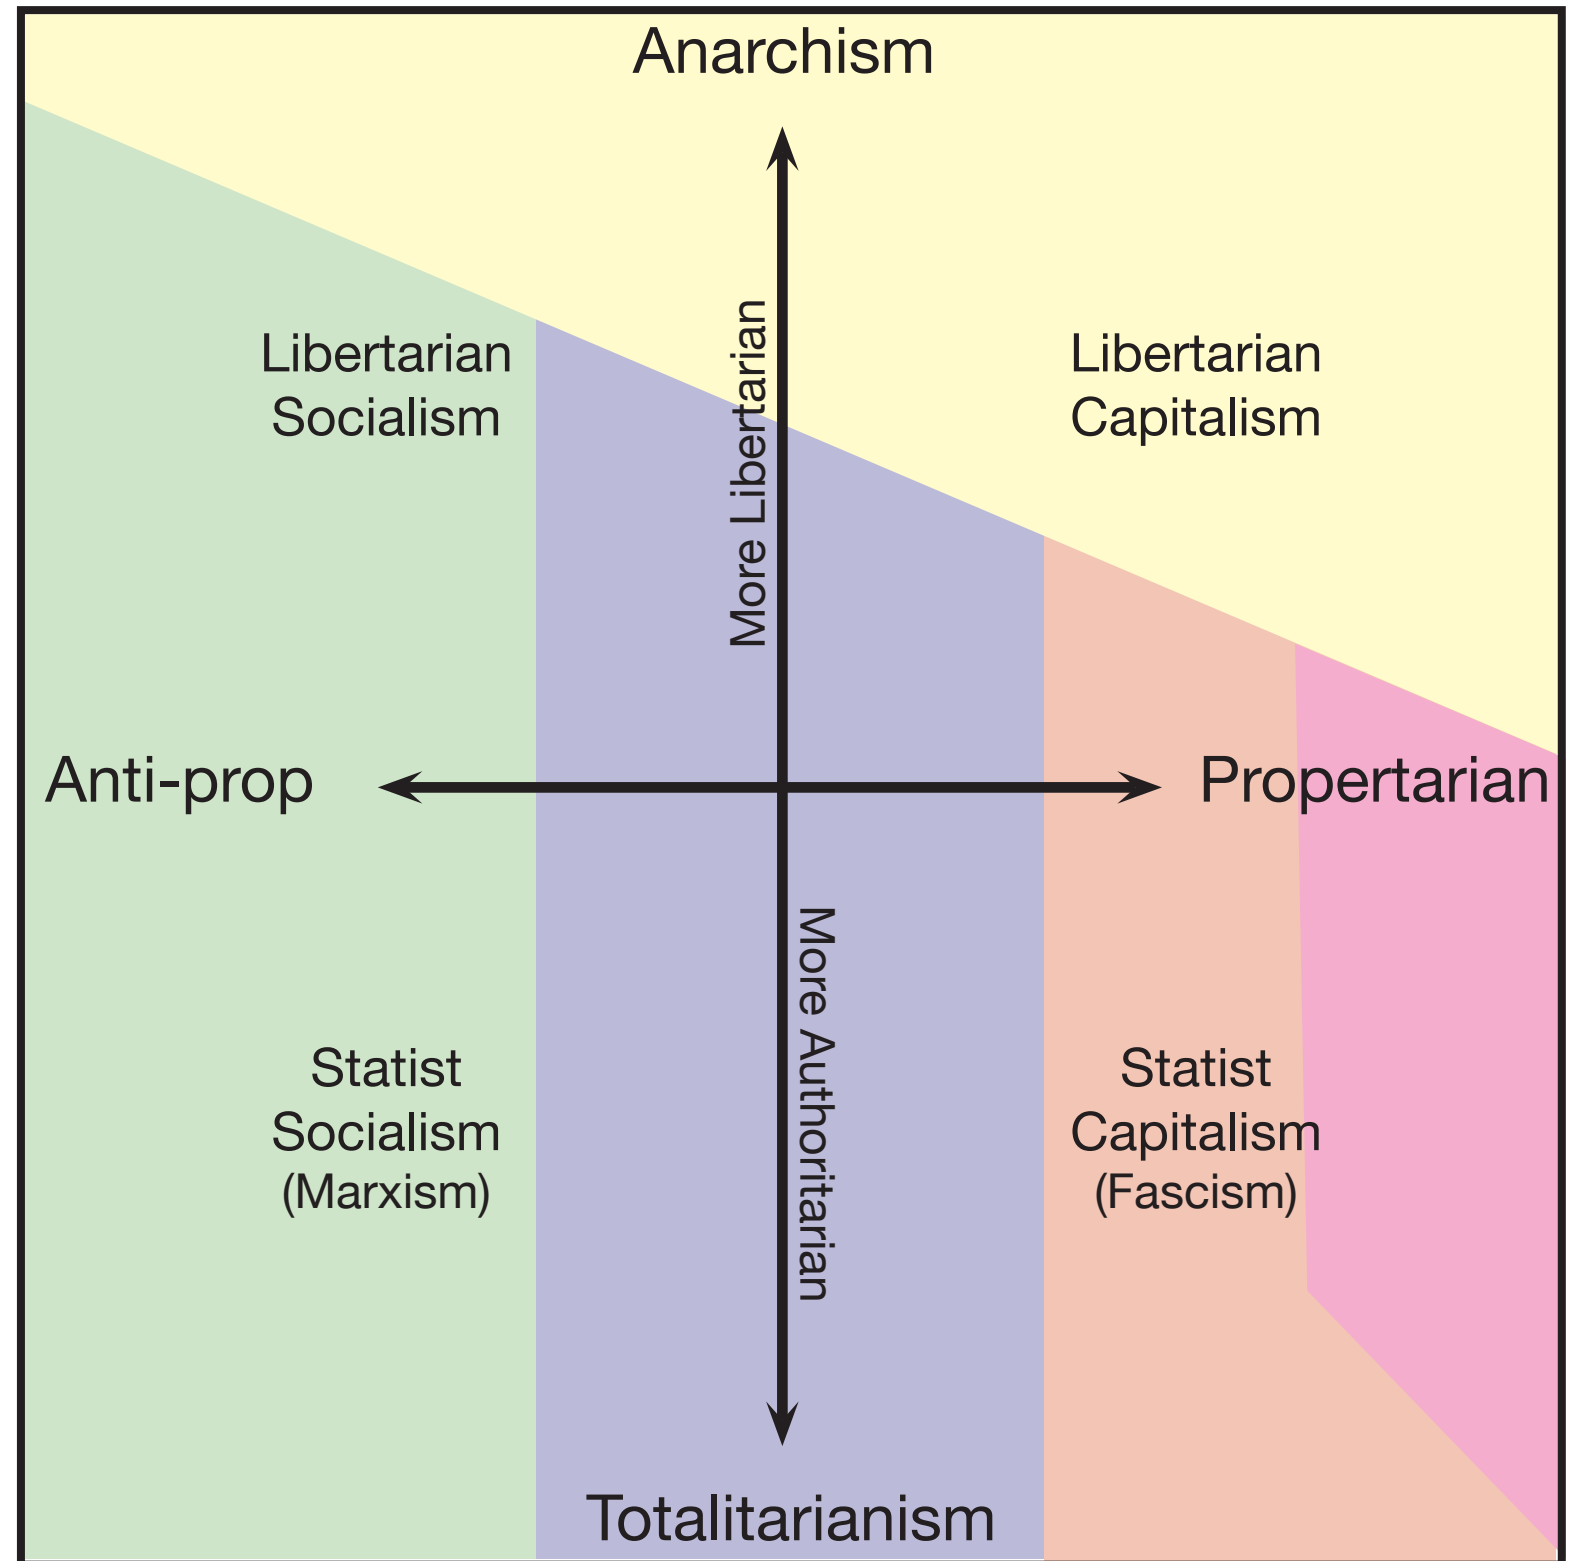 Anarchism
More Libertarian
Libertarian
Socialism
Libertarian
Capitalism
Anti-prop
Propertarian
More Authoritarian
Statist
Socialism
(Marxism)
Statist
Capitalism
(Fascism)
Totalitarianism